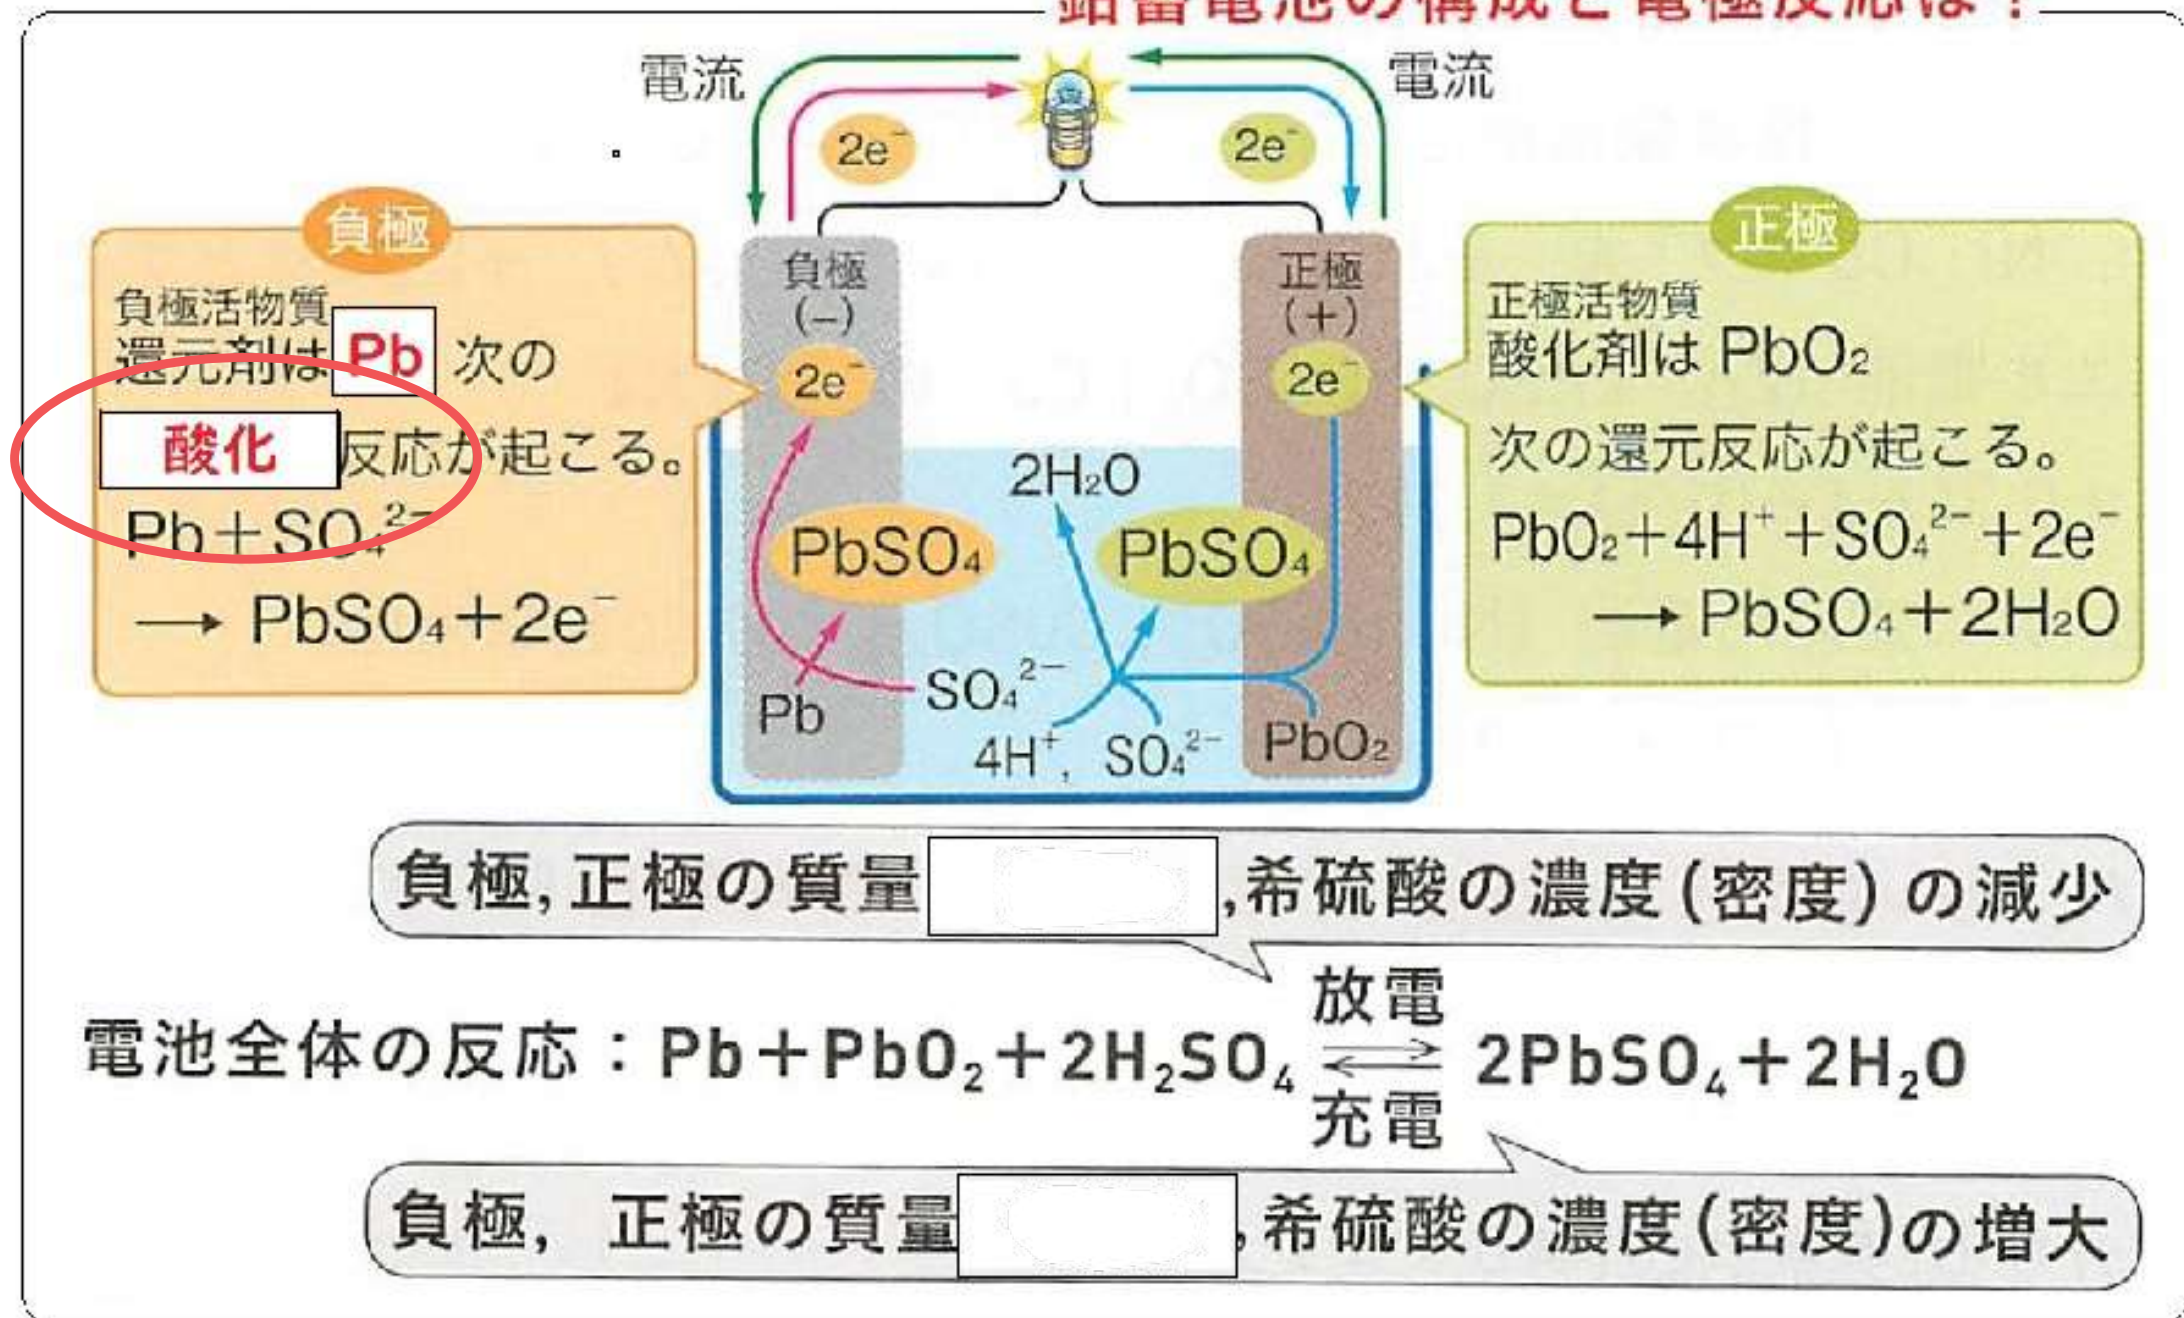 鉛蓄電池の構成と電極反応は？
電流
電流
2e⁻
2e⁻
負極
負極活物質
還元剤は Pb 次の
酸化 反応が起こる。
Pb+SO₄²⁻
→ PbSO₄+2e⁻
負極
(−)
2e⁻
正極
(+)
2e⁻
2H₂O
PbSO₄
PbSO₄
Pb
SO₄²⁻
4H⁺, SO₄²⁻
PbO₂
正極
正極活物質
酸化剤は PbO₂
次の還元反応が起こる。
PbO₂+4H⁺+SO₄²⁻+2e⁻
→ PbSO₄+2H₂O
負極,正極の質量 ,希硫酸の濃度(密度)の減少
放電
電池全体の反応：Pb+PbO₂+2H₂SO₄ ⇄ 2PbSO₄+2H₂O
充電
負極, 正極の質量 ,希硫酸の濃度(密度)の増大